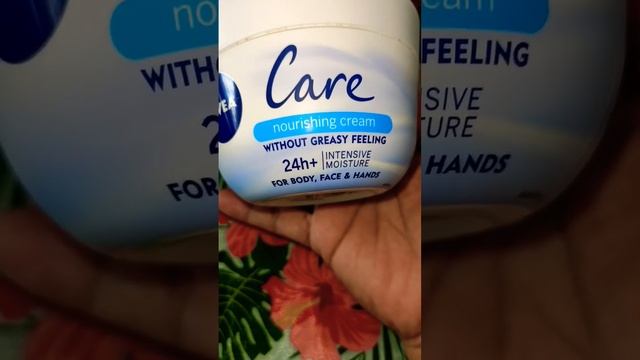 Care
nourishing cream
WITHOUT GREASY FEELING
24h+ INTENSIVE
MOISTURE
FOR BODY, FACE & HANDS